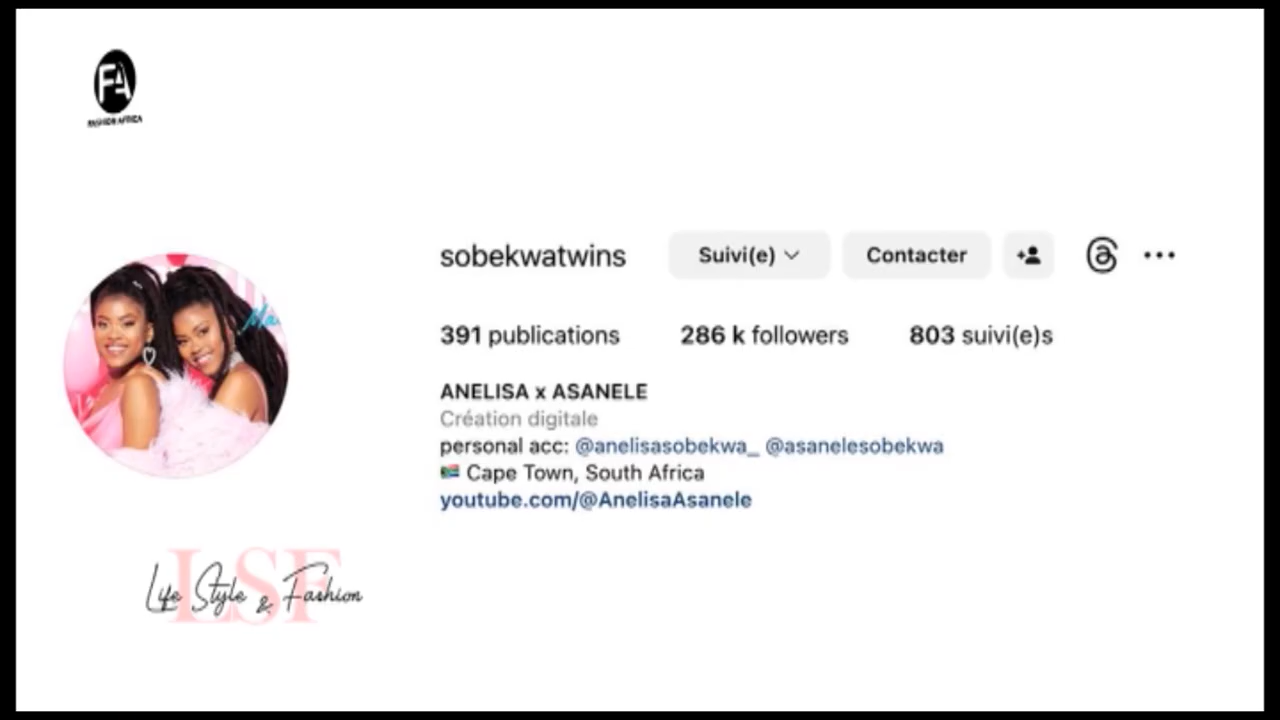 FA
FASHION AFRICA
sobekwatwins
Suivi(e)
Contacter
391 publications
286 k followers
803 suivi(e)s
ANELISA x ASANELE
Création digitale
personal acc: @anelisasobekwa_ @asanelesobekwa
Cape Town, South Africa
youtube.com/@AnelisaAsanele
LSF
Life Style & Fashion